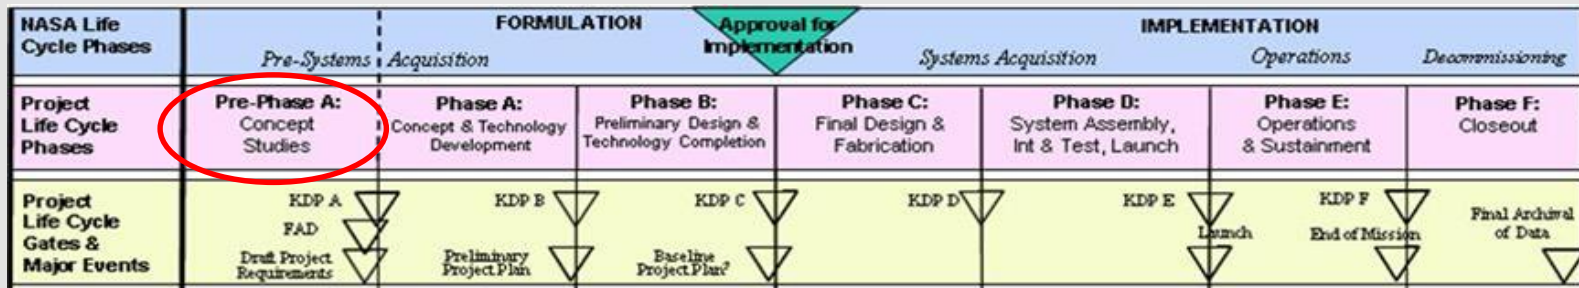 NASA Life
Cycle Phases
FORMULATION
Approval for
Implementation
IMPLEMENTATION
Pre-Systems Acquisition
Systems Acquisition
Operations
Decommissioning
Project
Life Cycle
Phases
Pre-Phase A:
Concept
Studies
Phase A:
Concept & Technology
Development
Phase B:
Preliminary Design &
Technology Completion
Phase C:
Final Design &
Fabrication
Phase D:
System Assembly,
Int & Test, Launch
Phase E:
Operations
& Sustainment
Phase F:
Closeout
Project
Life Cycle
Gates &
Major Events
KDP A
FAD
Draft Project
Requirements
KDP B
Preliminary
Project Plan
KDP C
Baseline
Project Plan?
KDP D
KDP E
Launch
KDP F
End of Mission
Final Archival
of Data